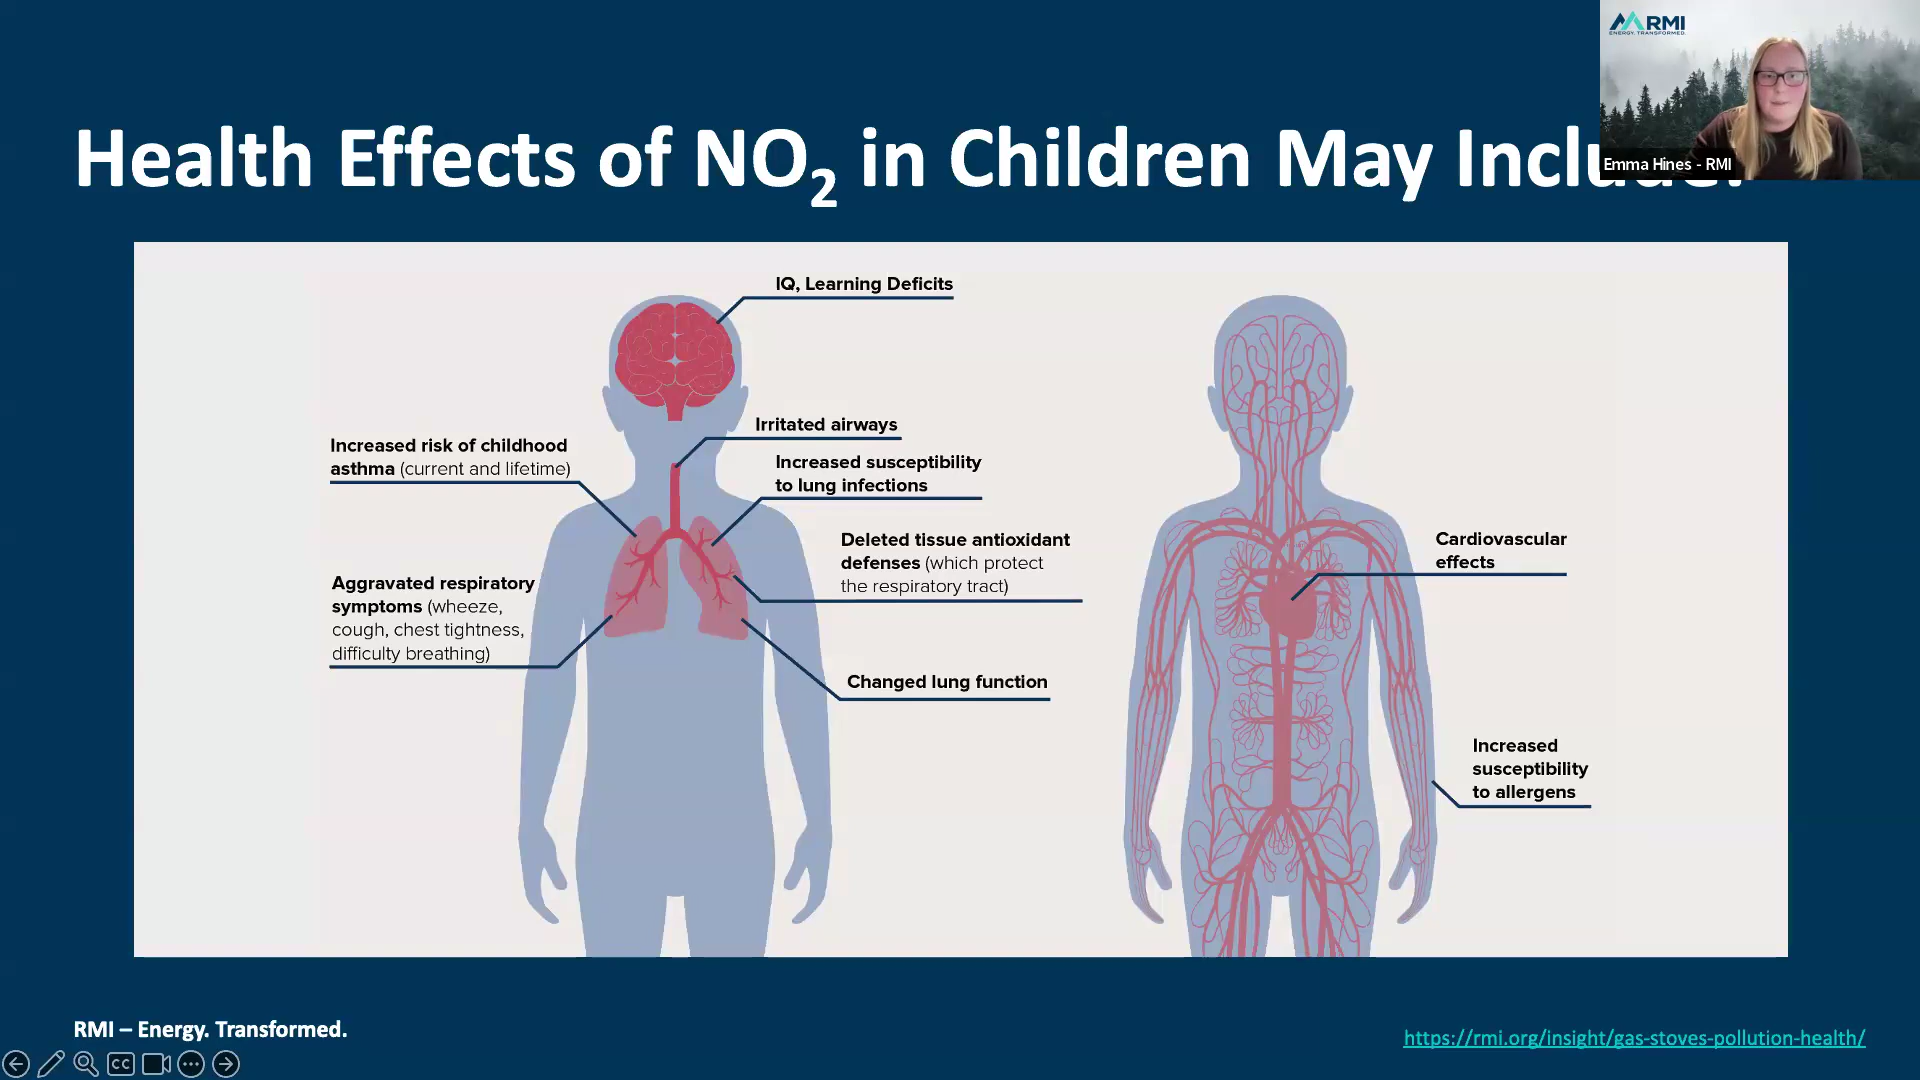 RMI
ENERGY. TRANSFORMED.
Emma Hines - RMI
Health Effects of NO₂ in Children May
IQ, Learning Deficits
Irritated airways
Increased risk of childhood
asthma (current and lifetime)
Increased susceptibility
to lung infections
Deleted tissue antioxidant
defenses (which protect
the respiratory tract)
Aggravated respiratory
symptoms (wheeze,
cough, chest tightness,
difficulty breathing)
Changed lung function
Cardiovascular
effects
Increased
susceptibility
to allergens
RMI – Energy. Transformed.
https://rmi.org/insight/gas-stoves-pollution-health/
CC